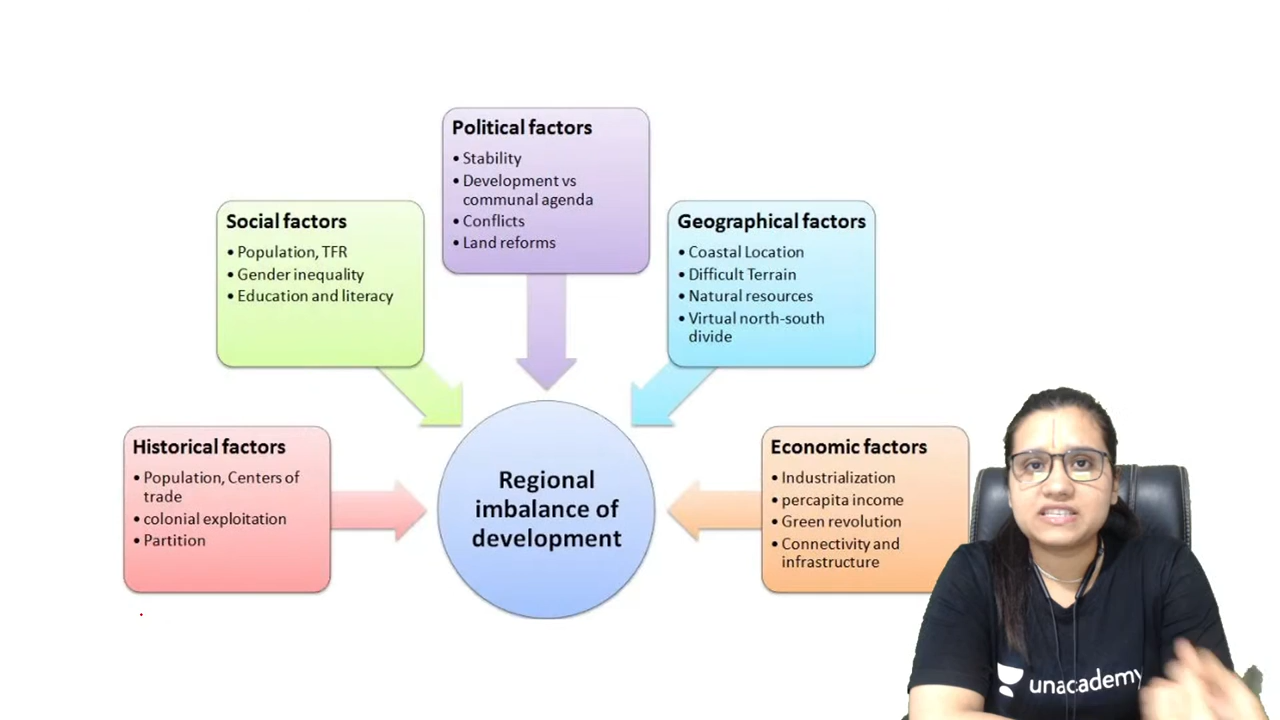 Political factors
• Stability
• Development vs
communal agenda
• Conflicts
• Land reforms
Social factors
• Population, TFR
• Gender inequality
• Education and literacy
Geographical factors
• Coastal Location
• Difficult Terrain
• Natural resources
• Virtual north-south
divide
Historical factors
• Population, Centers of
trade
• colonial exploitation
• Partition
Regional
imbalance of
development
Economic factors
• Industrialization
• percapita income
• Green revolution
• Connectivity and
infrastructure
unacademy